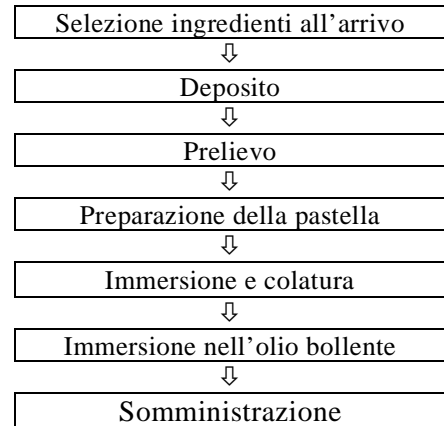 Selezione ingredienti all’arrivo
⇩
Deposito
⇩
Prelievo
⇩
Preparazione della pastella
⇩
Immersione e colatura
⇩
Immersione nell’olio bollente
⇩
Somministrazione